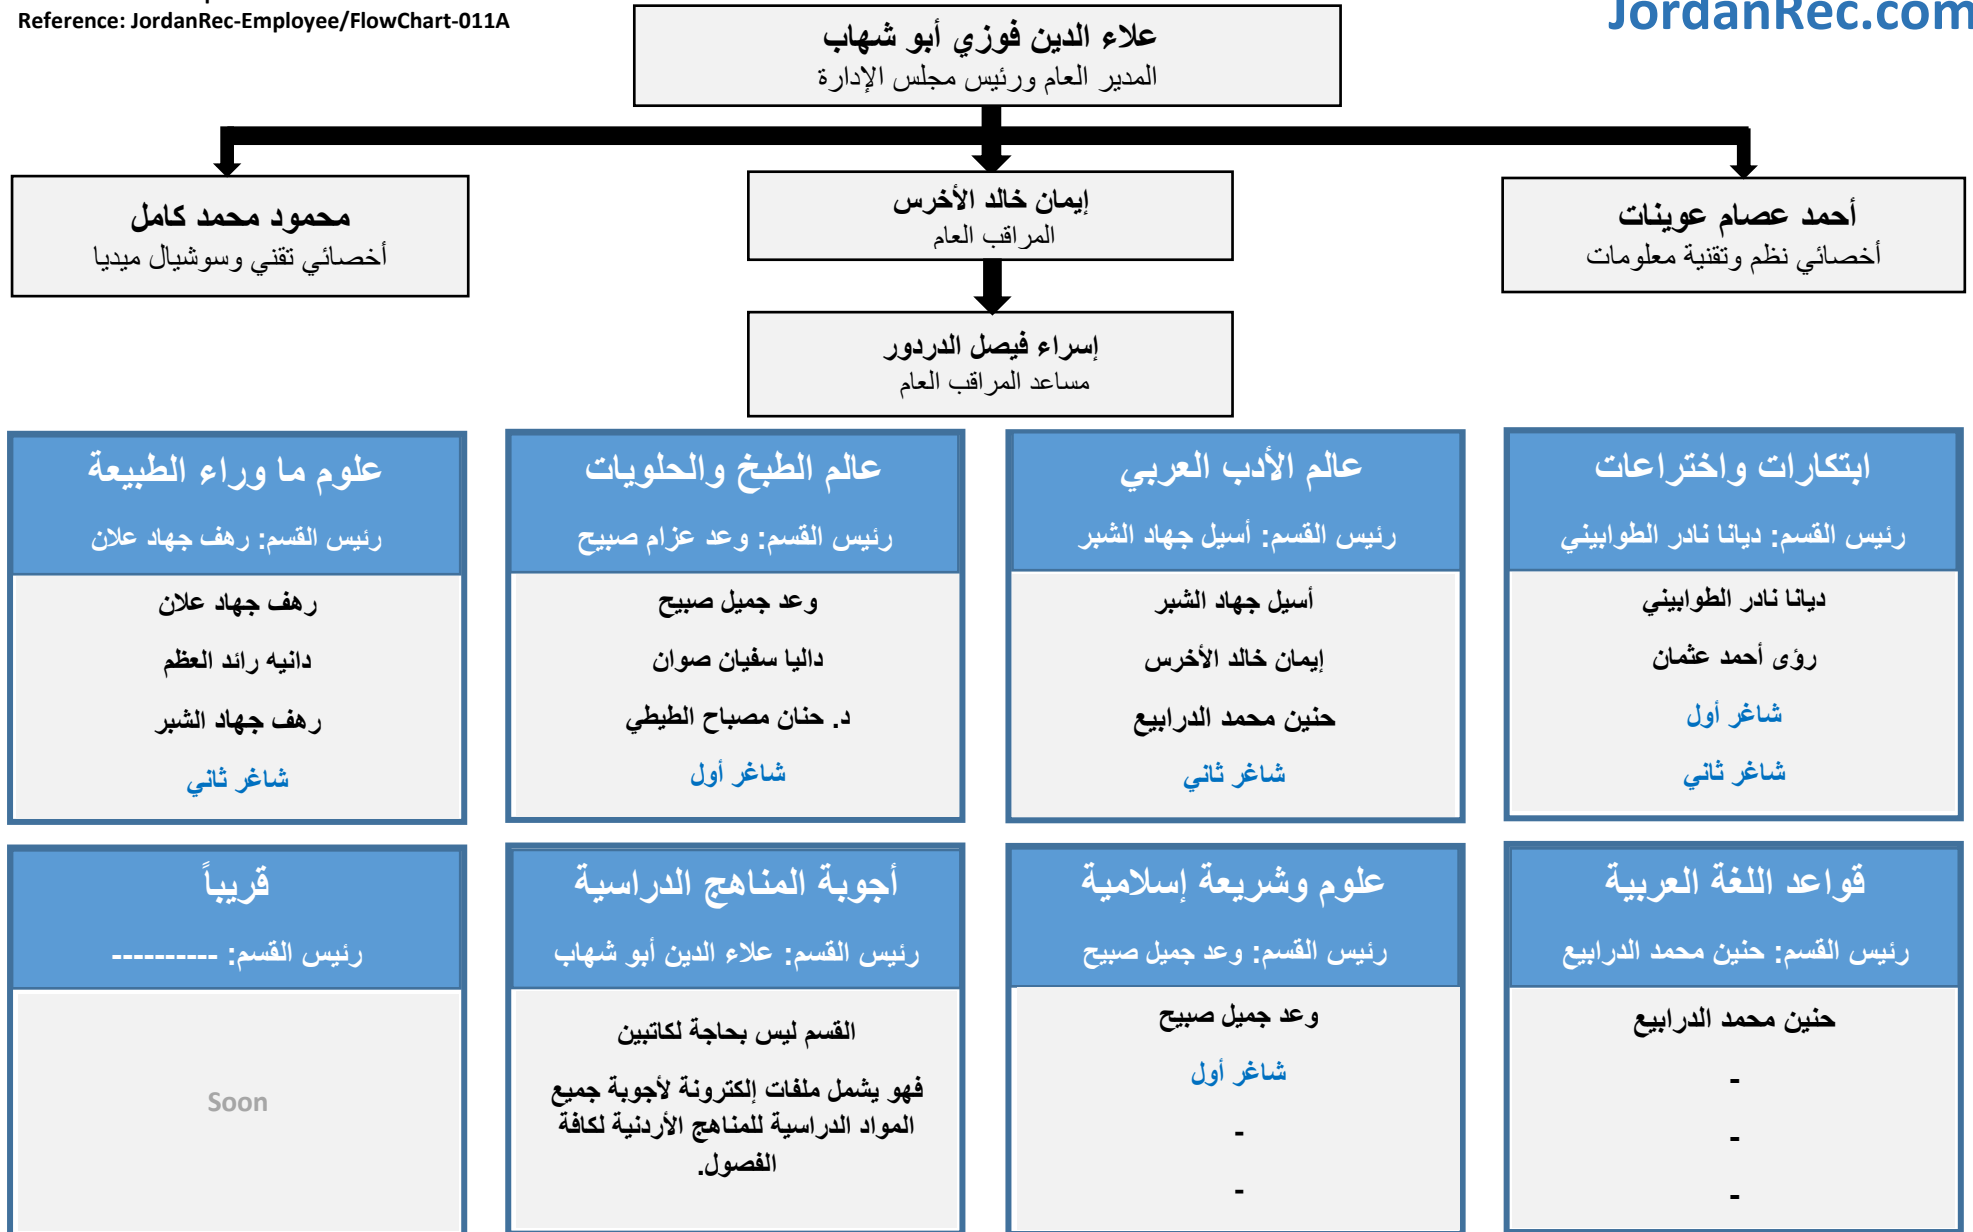 Reference: JordanRec-Employee/FlowChart-011A
JordanRec.com
علاء الدين فوزي أبو شهاب
المدير العام ورئيس مجلس الإدارة
أحمد عصام عوينات
أخصائي نظم وتقنية معلومات
إيمان خالد الأخرس
المراقب العام
محمود محمد كامل
أخصائي تقني وسوشيال ميديا
إسراء فيصل الدردور
مساعد المراقب العام
ابتكارات واختراعات
رئيس القسم: ديانا نادر الطوابيني
ديانا نادر الطوابيني
رؤى أحمد عثمان
شاغر أول
شاغر ثاني
عالم الأدب العربي
رئيس القسم: أسيل جهاد الشبر
أسيل جهاد الشبر
إيمان خالد الأخرس
حنين محمد الدرابيع
شاغر ثاني
عالم الطبخ والحلويات
رئيس القسم: وعد عزام صبيح
وعد جميل صبيح
داليا سفيان صوان
د. حنان مصباح الطيطي
شاغر أول
علوم ما وراء الطبيعة
رئيس القسم: رهف جهاد علان
رهف جهاد علان
دانيه رائد العظم
رهف جهاد الشبر
شاغر ثاني
قواعد اللغة العربية
رئيس القسم: حنين محمد الدرابيع
حنين محمد الدرابيع
-
-
-
علوم وشريعة إسلامية
رئيس القسم: وعد جميل صبيح
وعد جميل صبيح
شاغر أول
-
-
أجوبة المناهج الدراسية
رئيس القسم: علاء الدين أبو شهاب
القسم ليس بحاجة لكاتبين
فهو يشمل ملفات إلكترونة لأجوبة جميع
المواد الدراسية للمناهج الأردنية لكافة
الفصول.
قريباً
رئيس القسم: ----------
Soon